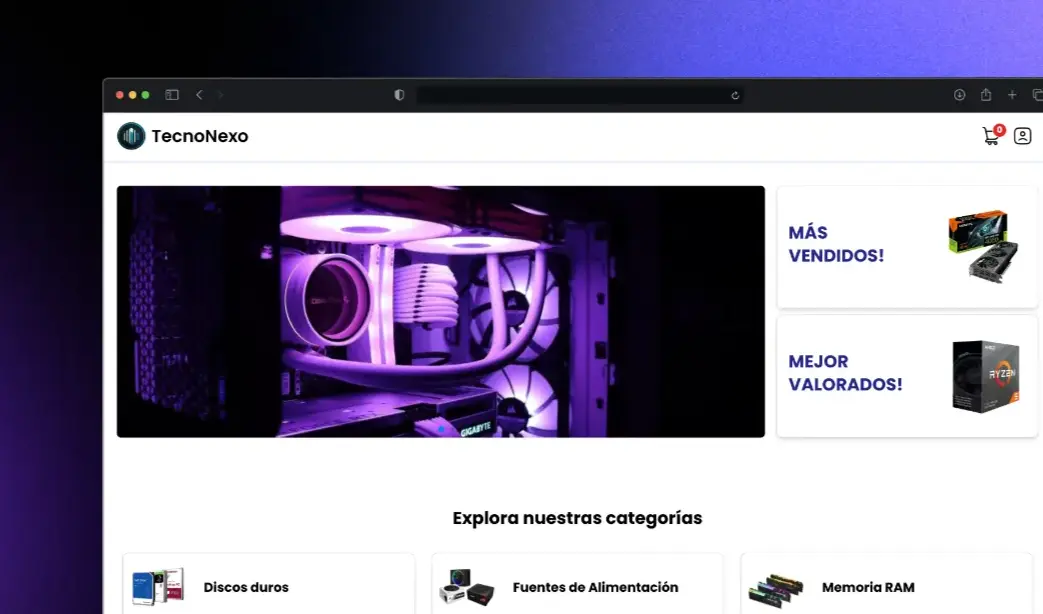 TecnoNexo
0
MÁS
VENDIDOS!
GIGABYTE
MEJOR
VALORADOS!
RYZEN
Explora nuestras categorías
Discos duros
Fuentes de Alimentación
Memoria RAM